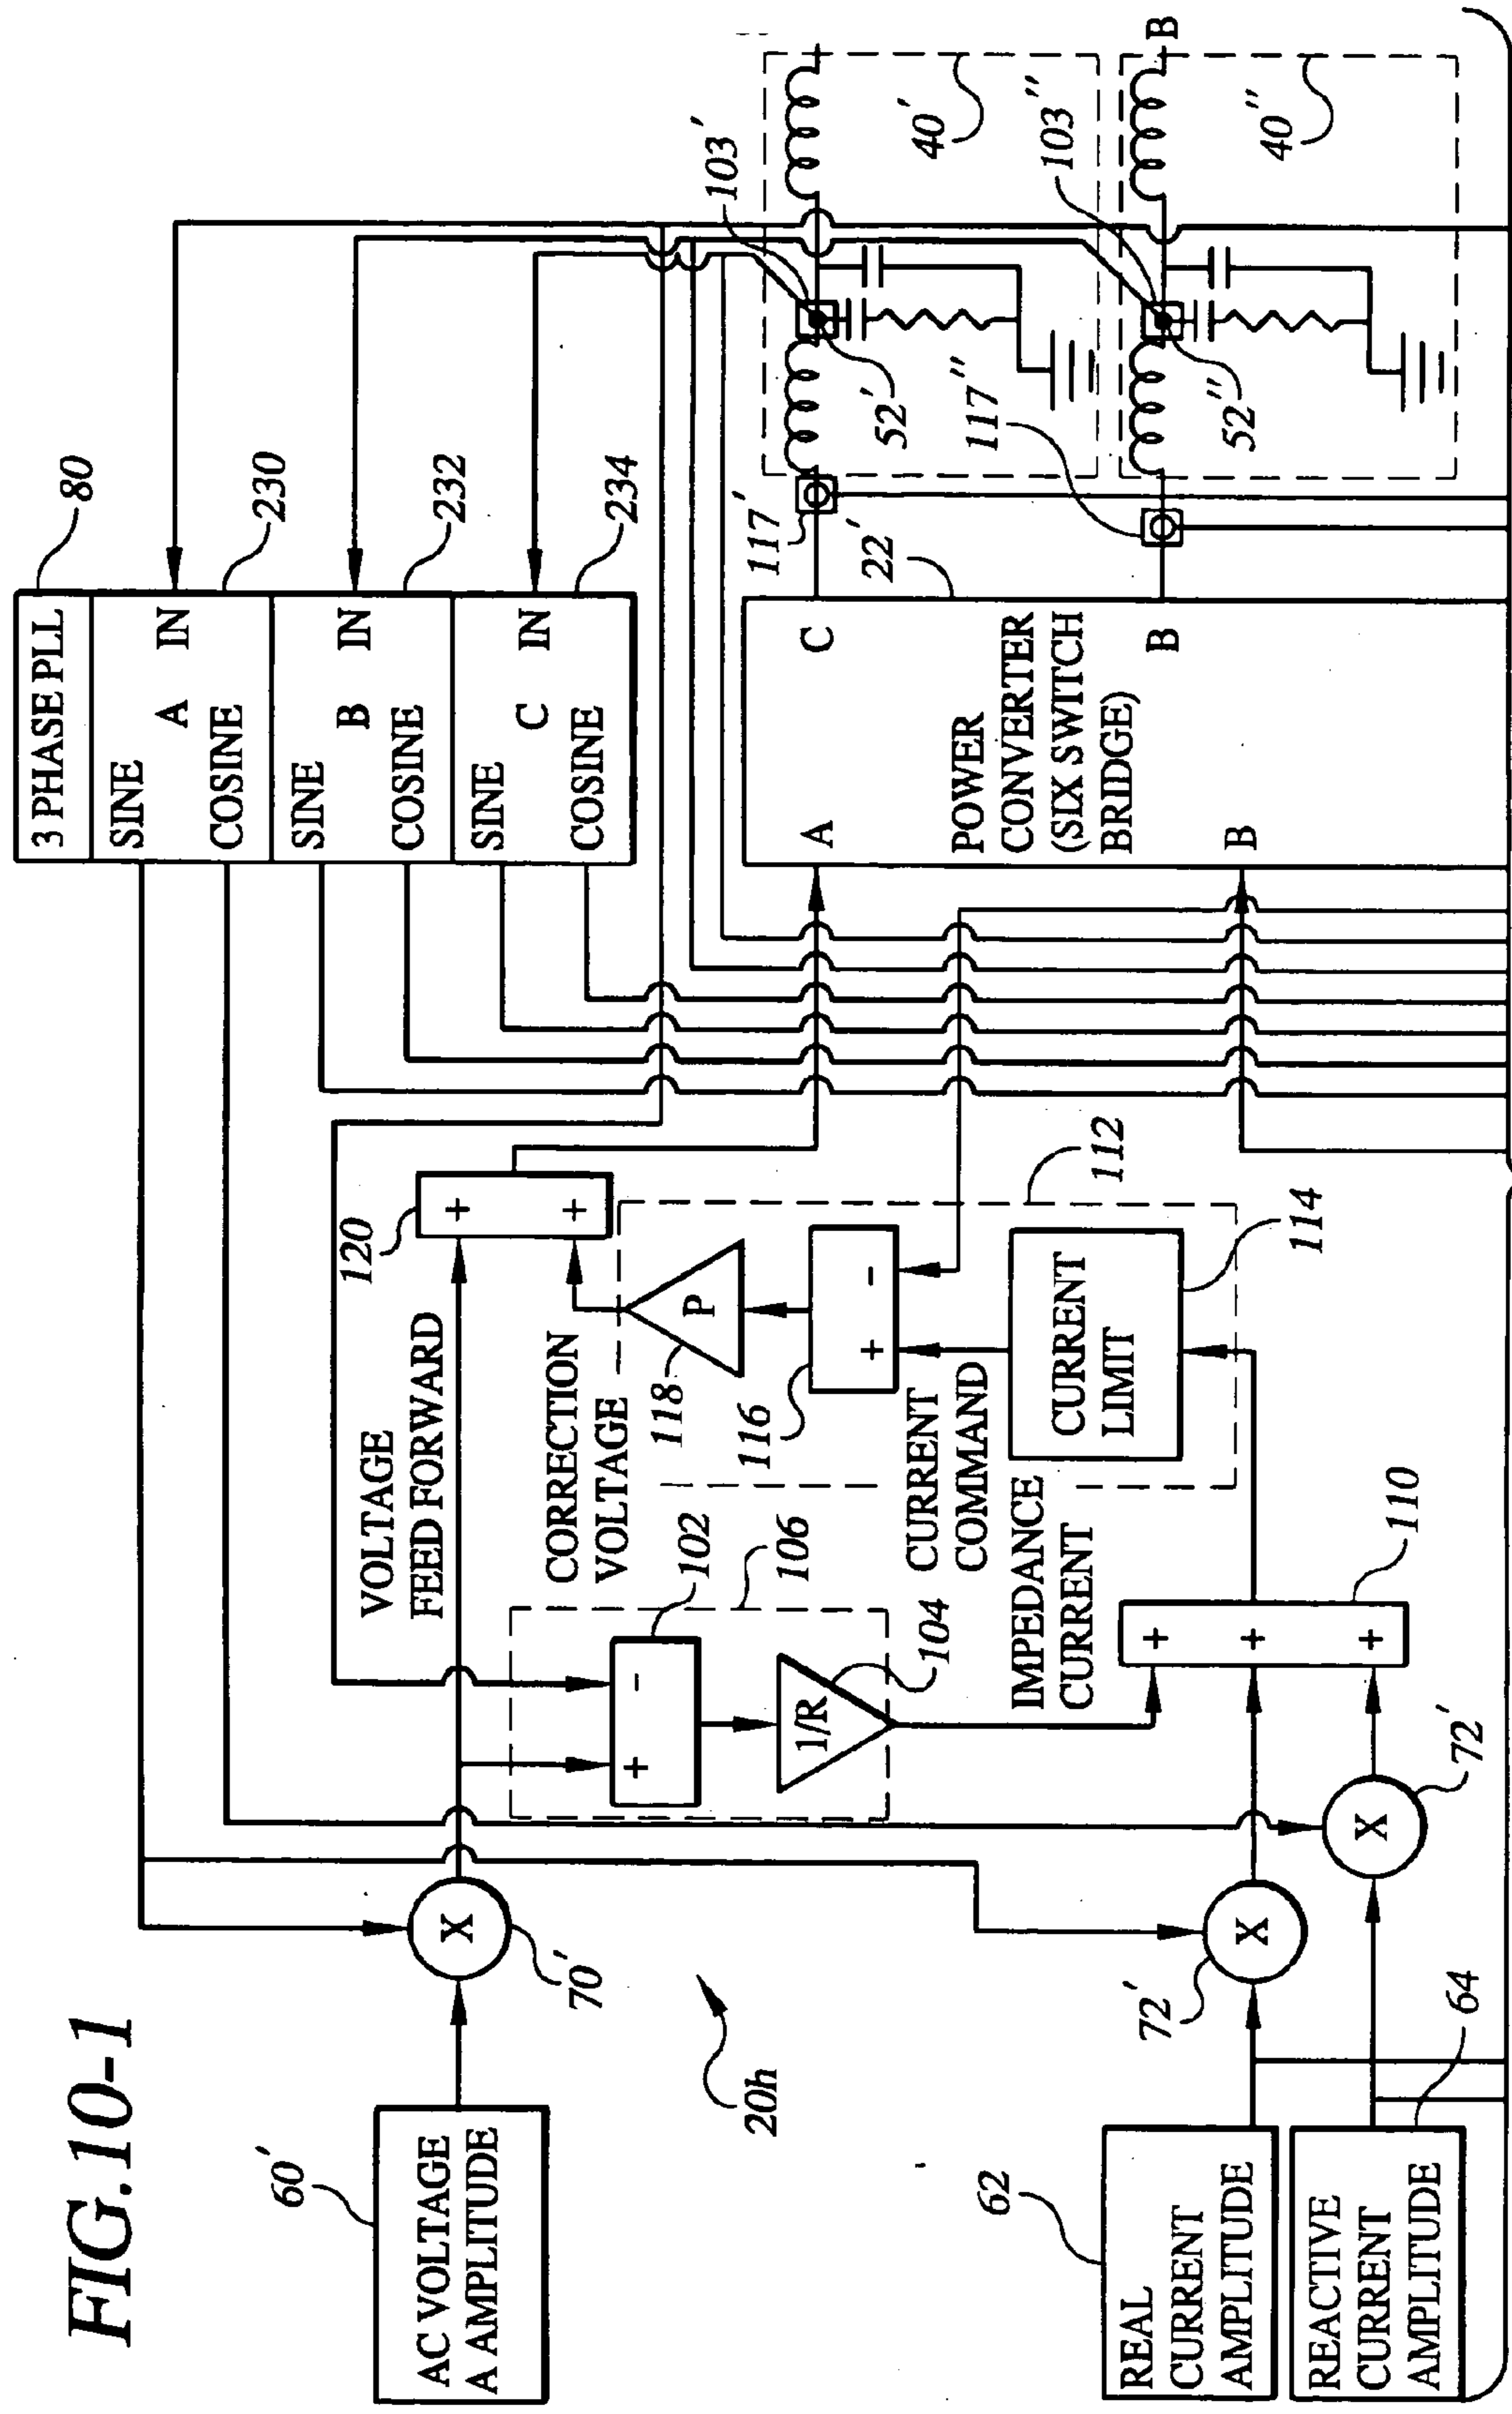 FIG.10-1
60'
AC VOLTAGE
A AMPLITUDE
70'
X
20h
62
REAL
CURRENT
AMPLITUDE
REACTIVE
CURRENT
AMPLITUDE
64
72'
X
72'
X
VOLTAGE
FEED FORWARD
+
-
102
106
1/R
104
IMPEDANCE
CURRENT
+
+
+
110
CORRECTION
VOLTAGE
120
+
+
P
118
+
-
116
CURRENT
COMMAND
CURRENT
LIMIT
112
114
3 PHASE PLL
80
SINE
A
IN
COSINE
230
SINE
B
IN
COSINE
232
SINE
C
IN
COSINE
234
A
C
POWER
CONVERTER
(SIX SWITCH
BRIDGE)
B
B
22'
117'
117"
52'
52"
103'
103"
40'
40"
B